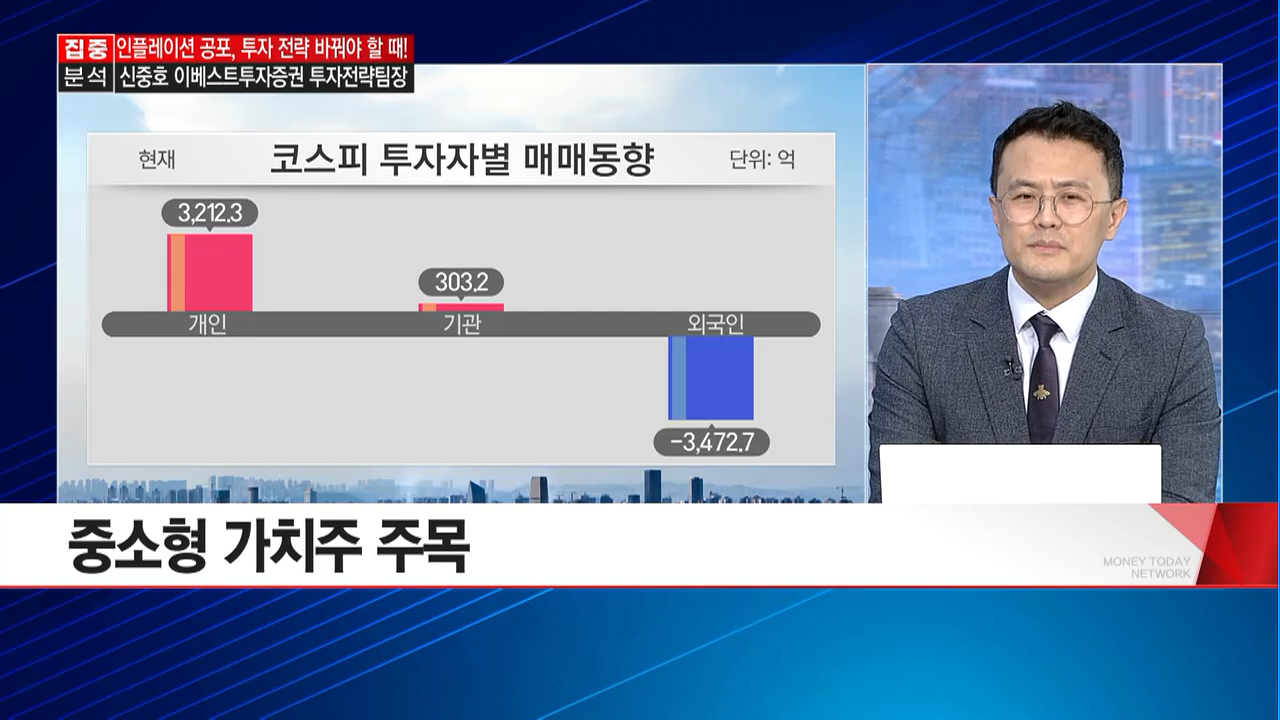 집중 인플레이션 공포, 투자 전략 바꿔야 할 때!
분석 신중호 이베스트투자증권 투자전략팀장
현재 코스피 투자자별 매매동향 단위: 억
3,212.3
303.2
개인 기관 외국인
-3,472.7
중소형 가치주 주목
MONEY TODAY
NETWORK